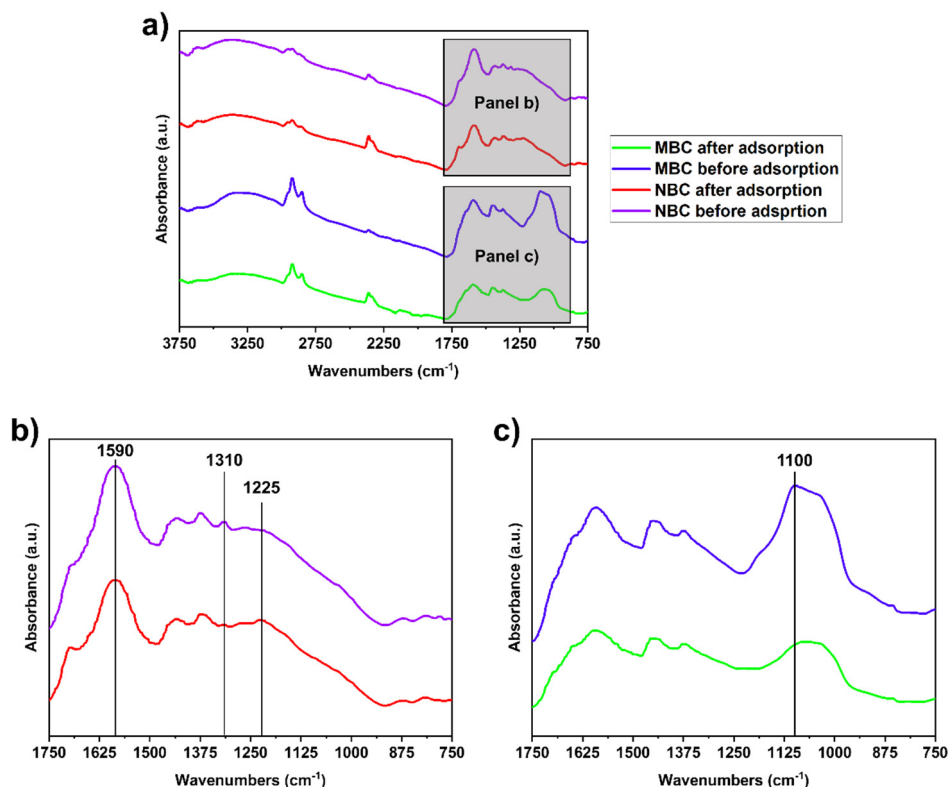 a)
Absorbance (a.u.)
Panel b)
Panel c)
3750 3250 2750 2250 1750 1250 750
Wavenumbers (cm⁻¹)
MBC after adsorption
MBC before adsorption
NBC after adsorption
NBC before adsprtion
b)
1590
1310
1225
Absorbance (a.u.)
1750 1625 1500 1375 1250 1125 1000 875 750
Wavenumbers (cm⁻¹)
c)
1100
Absorbance (a.u.)
1750 1625 1500 1375 1250 1125 1000 875 750
Wavenumbers (cm⁻¹)